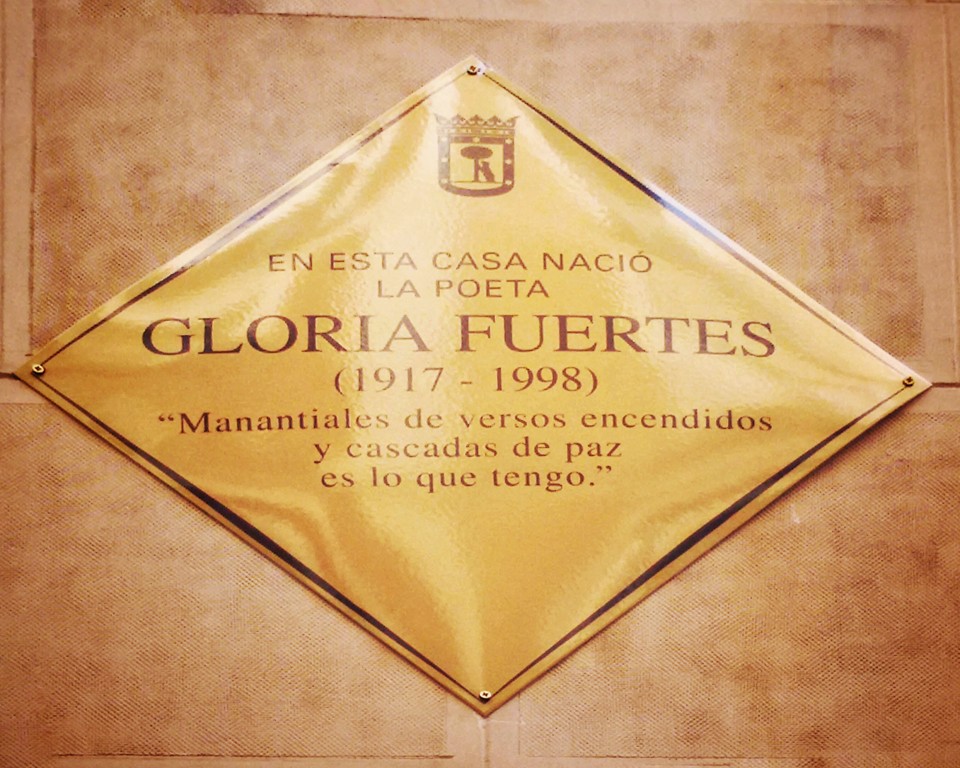 EN ESTA CASA NACIÓ
LA POETA
GLORIA FUERTES
(1917 - 1998)
“Manantiales de versos encendidos
y cascadas de paz
es lo que tengo.”